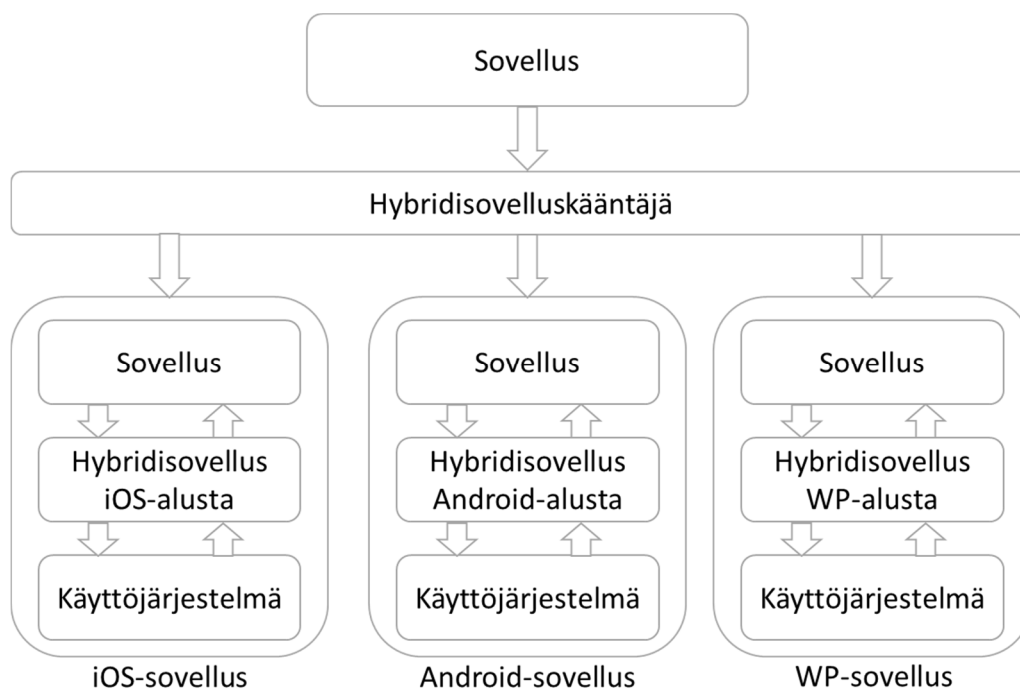 Sovellus
Hybridisovelluskääntäjä
Sovellus
Hybridisovellus
iOS-alusta
Käyttöjärjestelmä
iOS-sovellus
Sovellus
Hybridisovellus
Android-alusta
Käyttöjärjestelmä
Android-sovellus
Sovellus
Hybridisovellus
WP-alusta
Käyttöjärjestelmä
WP-sovellus